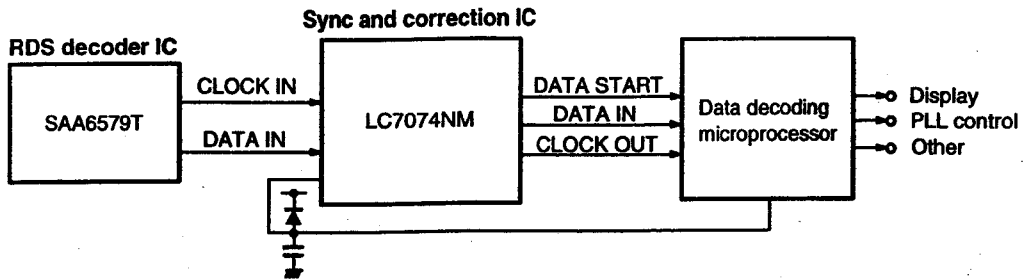 Sync and correction IC
RDS decoder IC
SAA6579T
CLOCK IN
DATA IN
LC7074NM
DATA START
DATA IN
CLOCK OUT
Data decoding
microprocessor
Display
PLL control
Other